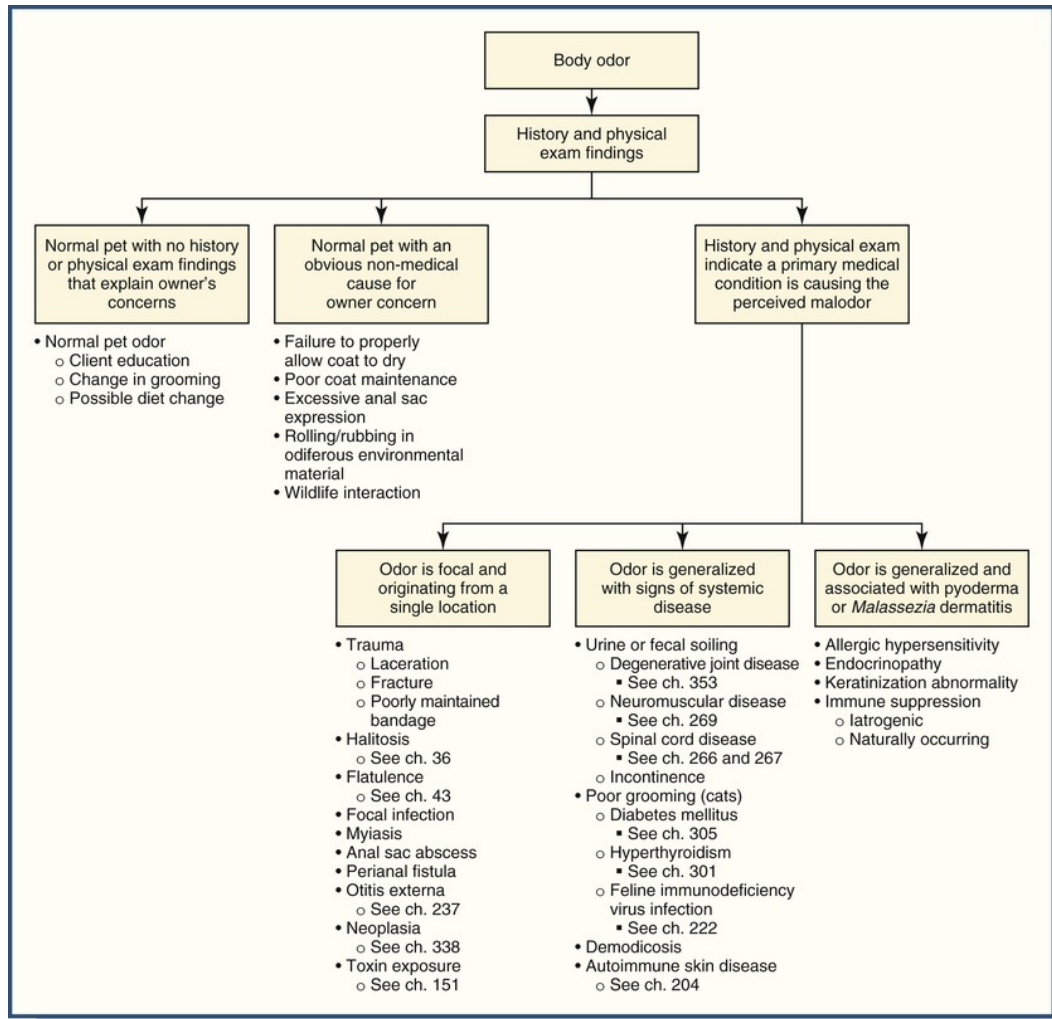 Body odor
History and physical
exam findings
Normal pet with no history
or physical exam findings
that explain owner's
concerns
• Normal pet odor
o Client education
o Change in grooming
o Possible diet change
Normal pet with an
obvious non-medical
cause for
owner concern
• Failure to properly
allow coat to dry
• Poor coat maintenance
• Excessive anal sac
expression
• Rolling/rubbing in
odiferous environmental
material
• Wildlife interaction
History and physical exam
indicate a primary medical
condition is causing the
perceived malodor
Odor is focal and
originating from a
single location
• Trauma
o Laceration
o Fracture
o Poorly maintained
bandage
• Halitosis
o See ch. 36
• Flatulence
o See ch. 43
• Focal infection
• Myiasis
• Anal sac abscess
• Perianal fistula
• Otitis externa
o See ch. 237
• Neoplasia
o See ch. 338
• Toxin exposure
o See ch. 151
Odor is generalized
with signs of systemic
disease
• Urine or fecal soiling
o Degenerative joint disease
▪ See ch. 353
o Neuromuscular disease
▪ See ch. 269
o Spinal cord disease
▪ See ch. 266 and 267
o Incontinence
• Poor grooming (cats)
o Diabetes mellitus
▪ See ch. 305
o Hyperthyroidism
▪ See ch. 301
o Feline immunodeficiency
virus infection
▪ See ch. 222
• Demodicosis
• Autoimmune skin disease
o See ch. 204
Odor is generalized and
associated with pyoderma
or Malassezia dermatitis
• Allergic hypersensitivity
• Endocrinopathy
• Keratinization abnormality
• Immune suppression
o Iatrogenic
o Naturally occurring